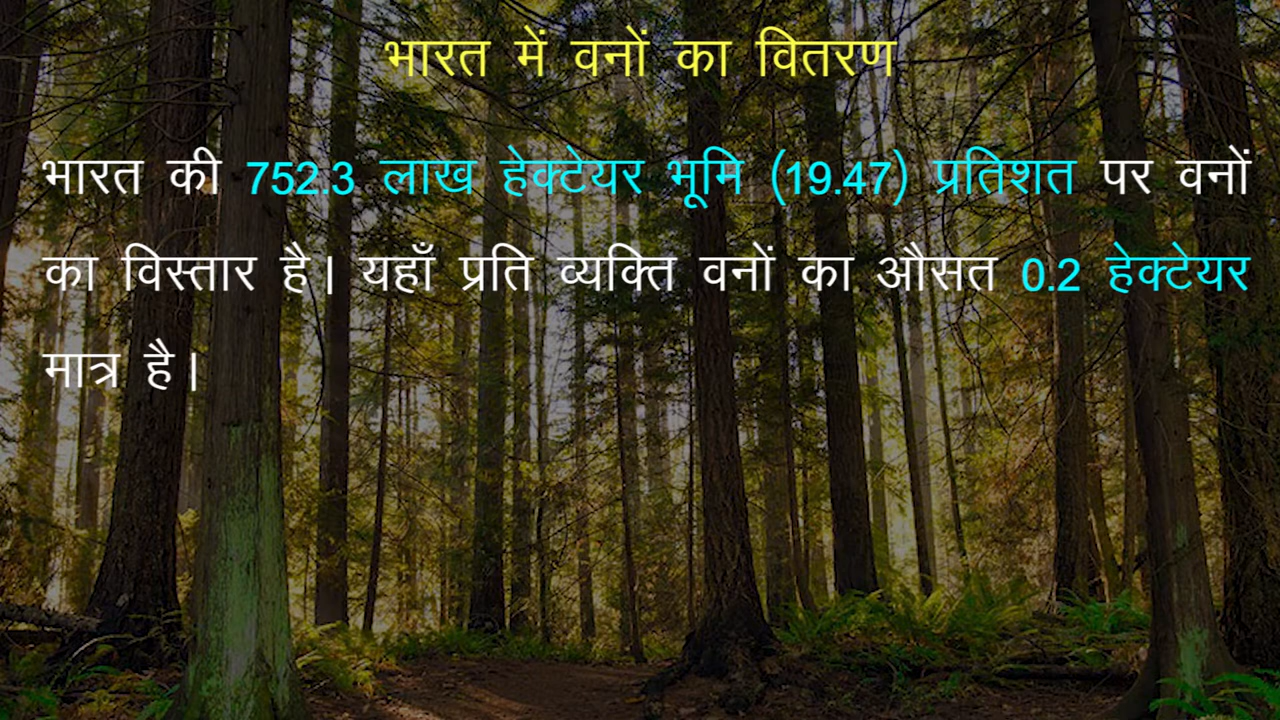 भारत में वनों का वितरण
भारत की 752.3 लाख हेक्टेयर भूमि (19.47) प्रतिशत पर वनों
का विस्तार है। यहाँ प्रति व्यक्ति वनों का औसत 0.2 हेक्टेयर
मात्र है।